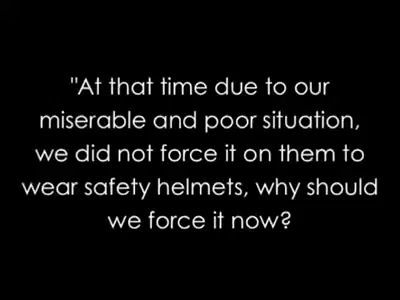 "At that time due to our
miserable and poor situation,
we did not force it on them to
wear safety helmets, why should
we force it now?